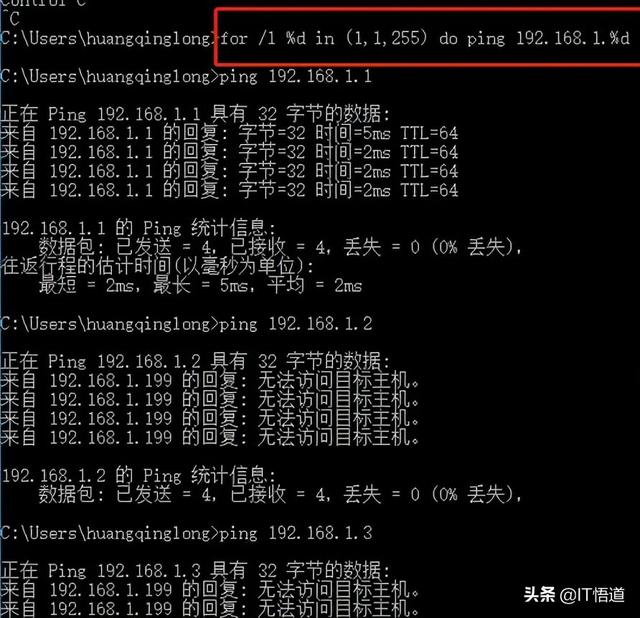 Control C
^C
C:\Users\huangqinglong>for /l %d in (1,1,255) do ping 192.168.1.%d
C:\Users\huangqinglong>ping 192.168.1.1
正在 Ping 192.168.1.1 具有 32 字节的数据:
来自 192.168.1.1 的回复: 字节=32 时间=5ms TTL=64
来自 192.168.1.1 的回复: 字节=32 时间=2ms TTL=64
来自 192.168.1.1 的回复: 字节=32 时间=2ms TTL=64
来自 192.168.1.1 的回复: 字节=32 时间=2ms TTL=64
192.168.1.1 的 Ping 统计信息:
数据包: 已发送 = 4，已接收 = 4，丢失 = 0 (0% 丢失)，
往返行程的估计时间(以毫秒为单位):
最短 = 2ms，最长 = 5ms，平均 = 2ms
C:\Users\huangqinglong>ping 192.168.1.2
正在 Ping 192.168.1.2 具有 32 字节的数据:
来自 192.168.1.199 的回复: 无法访问目标主机。
来自 192.168.1.199 的回复: 无法访问目标主机。
来自 192.168.1.199 的回复: 无法访问目标主机。
来自 192.168.1.199 的回复: 无法访问目标主机。
192.168.1.2 的 Ping 统计信息:
数据包: 已发送 = 4，已接收 = 4，丢失 = 0 (0% 丢失)，
C:\Users\huangqinglong>ping 192.168.1.3
正在 Ping 192.168.1.3 具有 32 字节的数据:
来自 192.168.1.199 的回复: 无法访问目标主机。
来自 192.168.1.199 的回复: 无法访问目标主机。
头条 @IT悟道